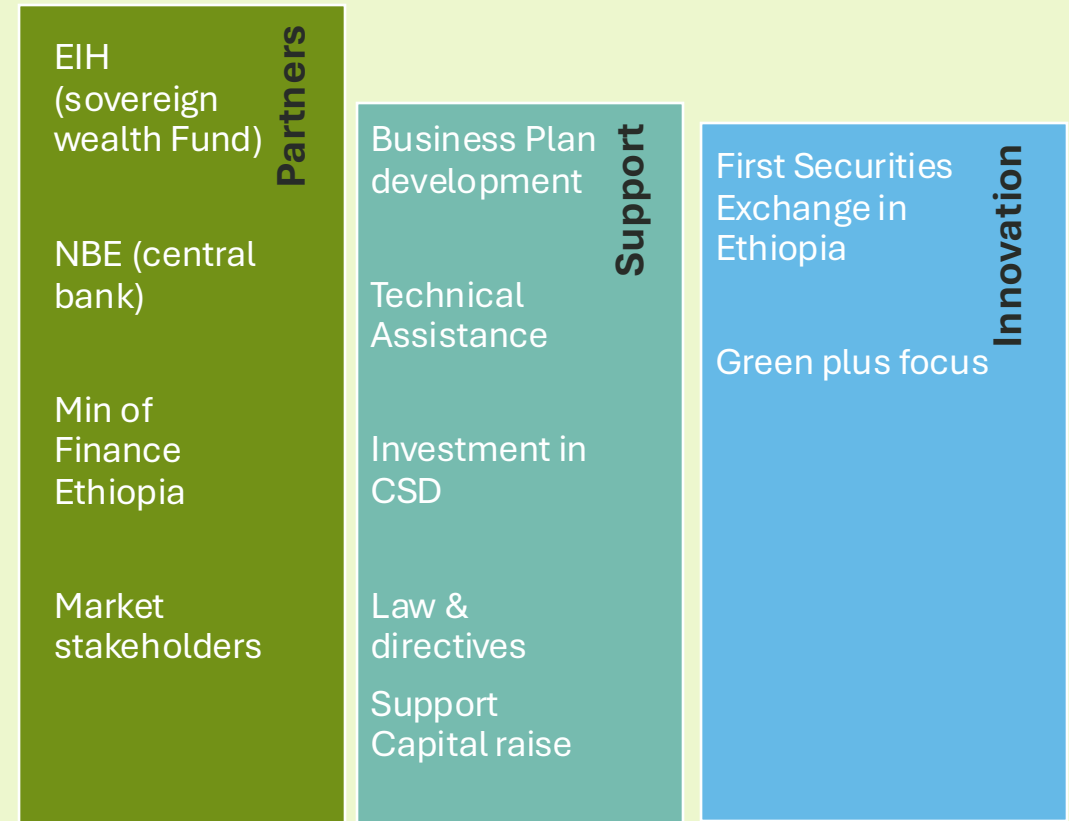 Partners
EIH
(sovereign
wealth Fund)
NBE (central
bank)
Min of
Finance
Ethiopia
Market
stakeholders
Support
Business Plan
development
Technical
Assistance
Investment in
CSD
Law &
directives
Support
Capital raise
Innovation
First Securities
Exchange in
Ethiopia
Green plus focus